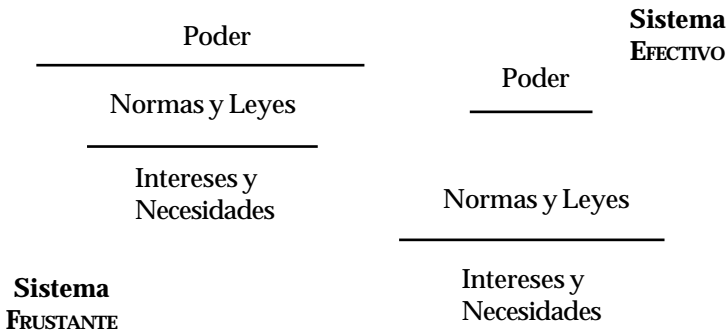 Poder
Normas y Leyes
Intereses y
Necesidades
Sistema
FRUSTANTE
Sistema
EFECTIVO
Poder
Normas y Leyes
Intereses y
Necesidades